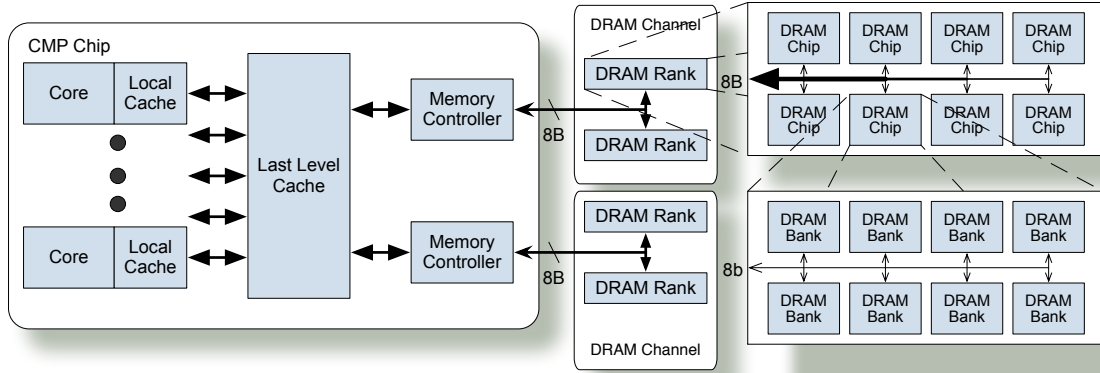 CMP Chip
Core
Local
Cache
Core
Local
Cache
Last Level
Cache
Memory
Controller
Memory
Controller
8B
8B
DRAM Channel
DRAM Rank
DRAM Rank
DRAM Rank
DRAM Rank
DRAM Channel
8B
DRAM
Chip
DRAM
Chip
DRAM
Chip
DRAM
Chip
DRAM
Chip
DRAM
Chip
DRAM
Chip
DRAM
Chip
8b
DRAM
Bank
DRAM
Bank
DRAM
Bank
DRAM
Bank
DRAM
Bank
DRAM
Bank
DRAM
Bank
DRAM
Bank